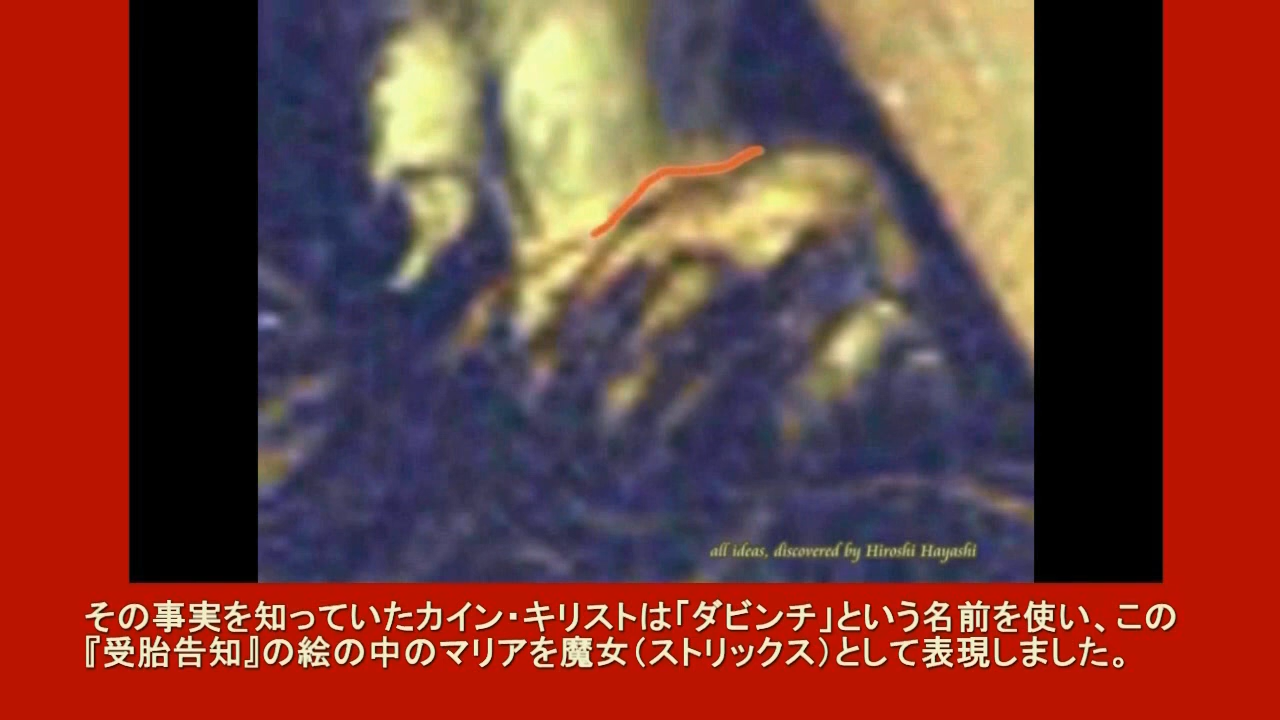 all ideas, discovered by Hiroshi Hayashi
その事実を知っていたカイン・キリストは「ダビンチ」という名前を使い、この
『受胎告知』の絵の中のマリアを魔女（ストリックス）として表現しました。